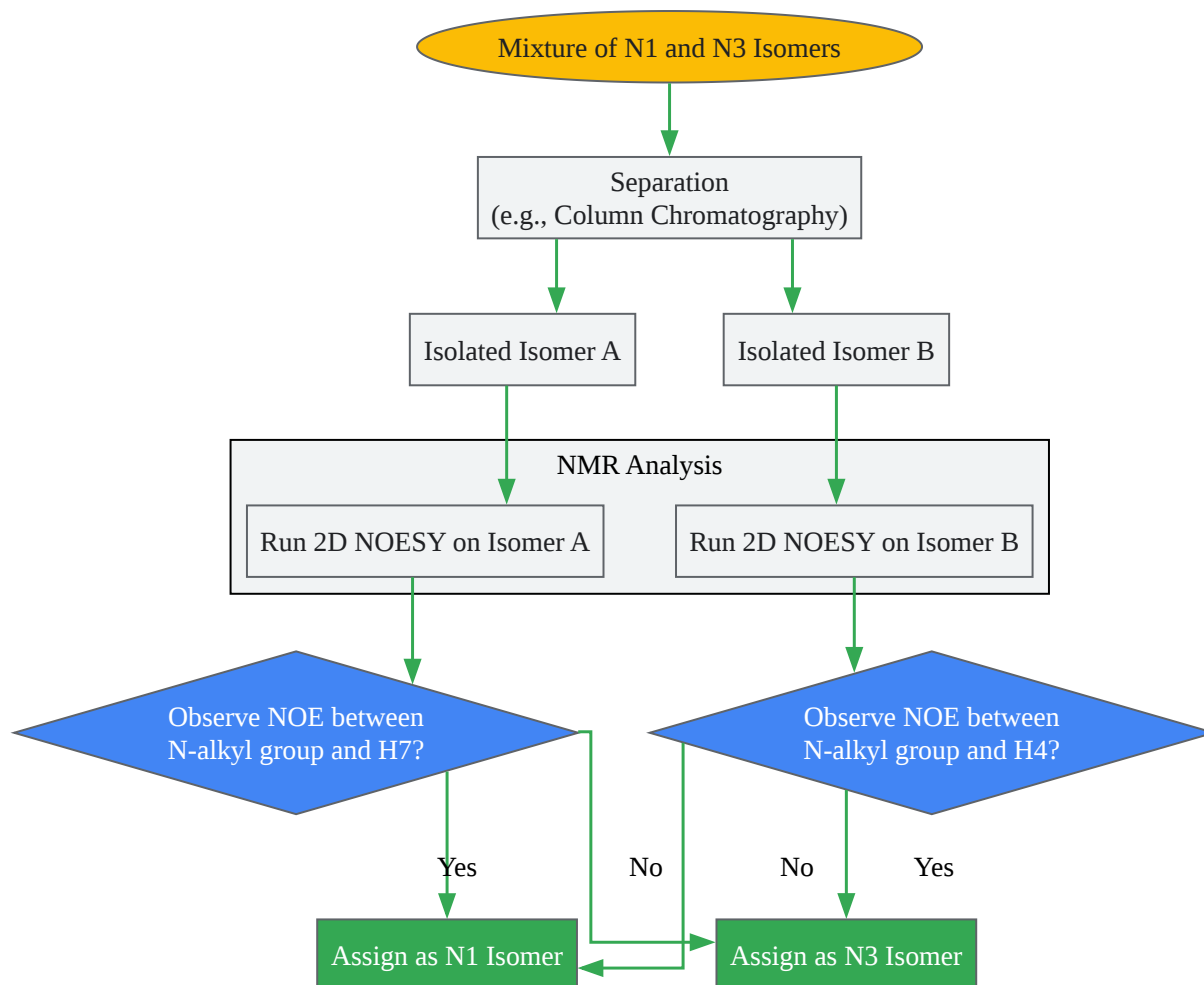 Mixture of N1 and N3 Isomers
Separation
(e.g., Column Chromatography)
Isolated Isomer A
Isolated Isomer B
NMR Analysis
Run 2D NOESY on Isomer A
Run 2D NOESY on Isomer B
Observe NOE between
N-alkyl group and H7?
Observe NOE between
N-alkyl group and H4?
Yes
No
No
Yes
Assign as N1 Isomer
Assign as N3 Isomer